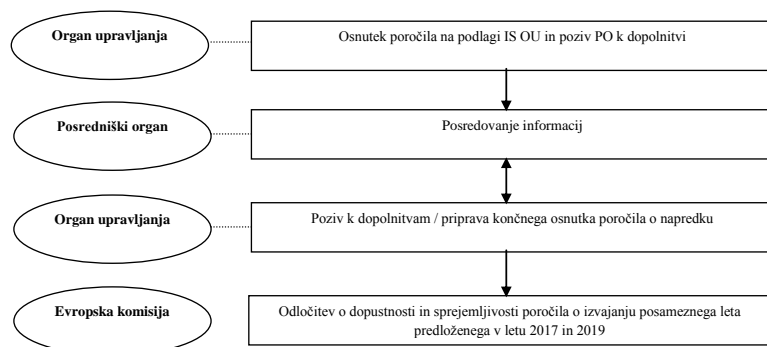 Organ upravljanja
Osnutek poročila na podlagi IS OU in poziv PO k dopolnitvi
Posredniški organ
Posredovanje informacij
Organ upravljanja
Poziv k dopolnitvam / priprava končnega osnutka poročila o napredku
Evropska komisija
Odločitev o dopustnosti in sprejemljivosti poročila o izvajanju posameznega leta
predloženega v letu 2017 in 2019